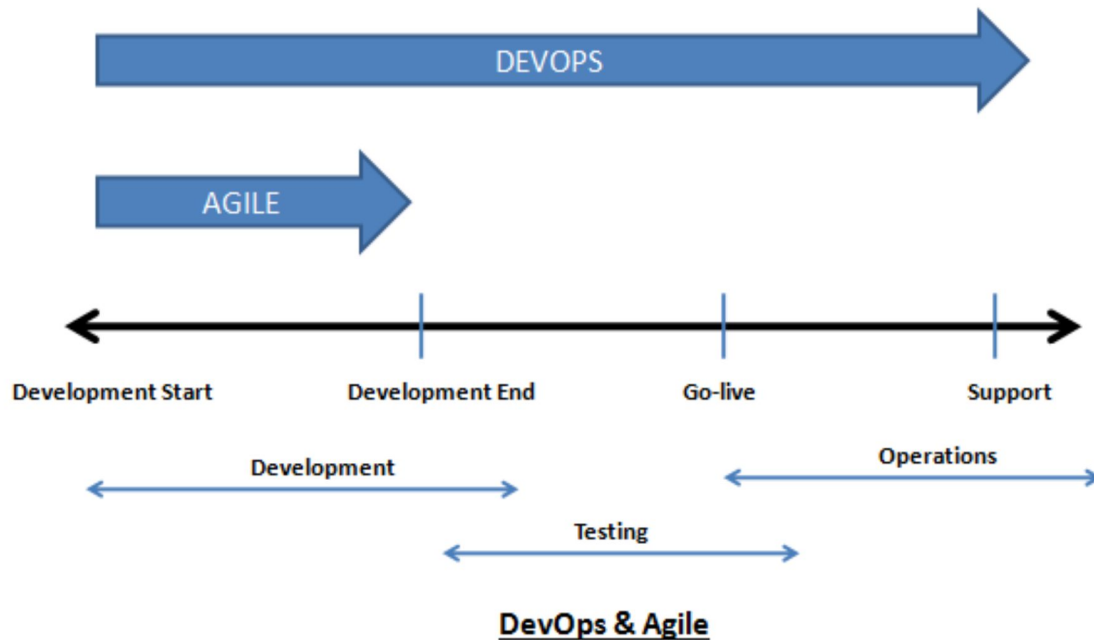 DEVOPS
AGILE
Development Start
Development End
Go-live
Support
Development
Operations
Testing
DevOps & Agile